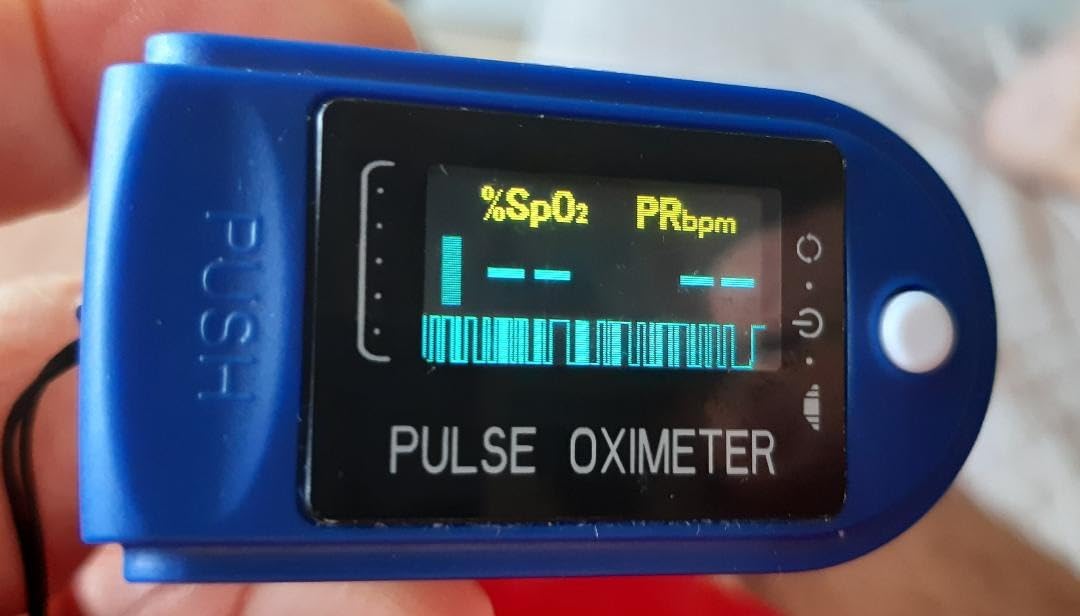 %SpO₂ PRbpm
-- --
PULSE OXIMETER
PUSH